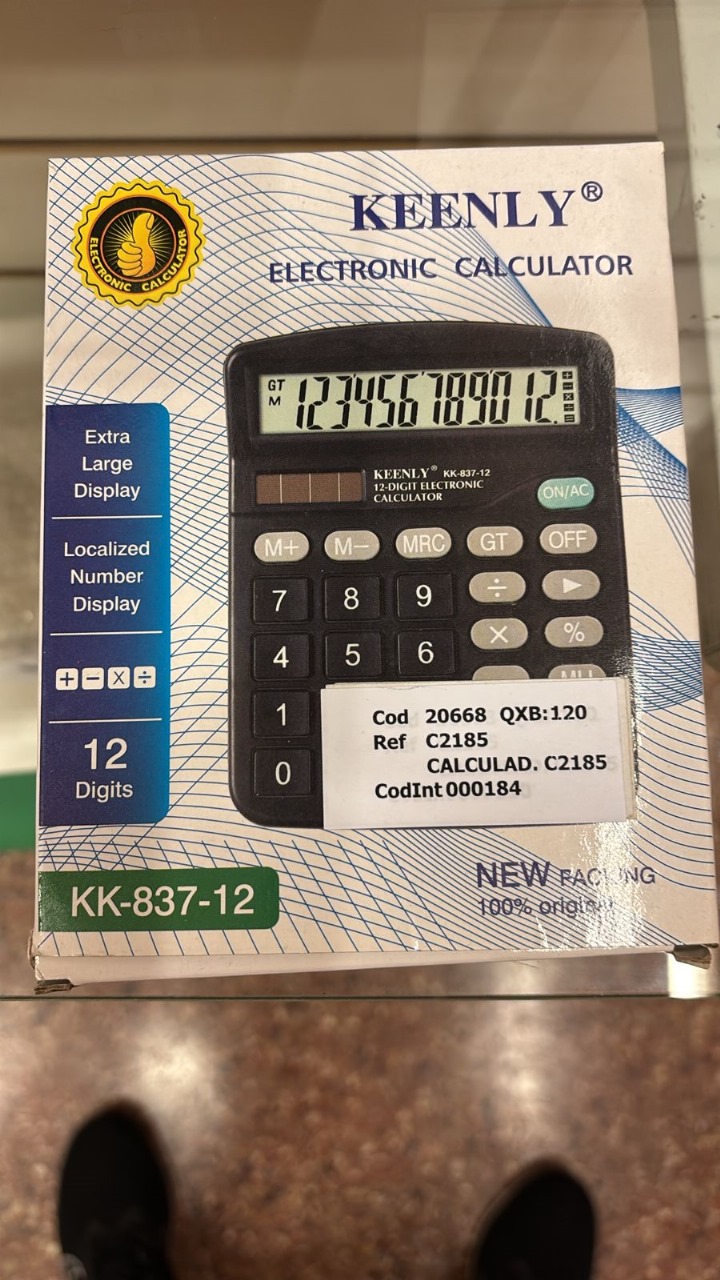 KEENLY®
ELECTRONIC CALCULATOR
ELECTRONIC CALCULATOR
Extra
Large
Display
Localized
Number
Display
+ − × ÷
12
Digits
GT
M
123456789012.
KEENLY® KK-837-12
12-DIGIT ELECTRONIC
CALCULATOR
ON/AC
M+ M− MRC GT OFF
7 8 9 ÷ ▶
4 5 6 × %
1
0
Cod 20668 QXB:120
Ref C2185
CALCULAD. C2185
CodInt 000184
KK-837-12
NEW PACKING
100% original